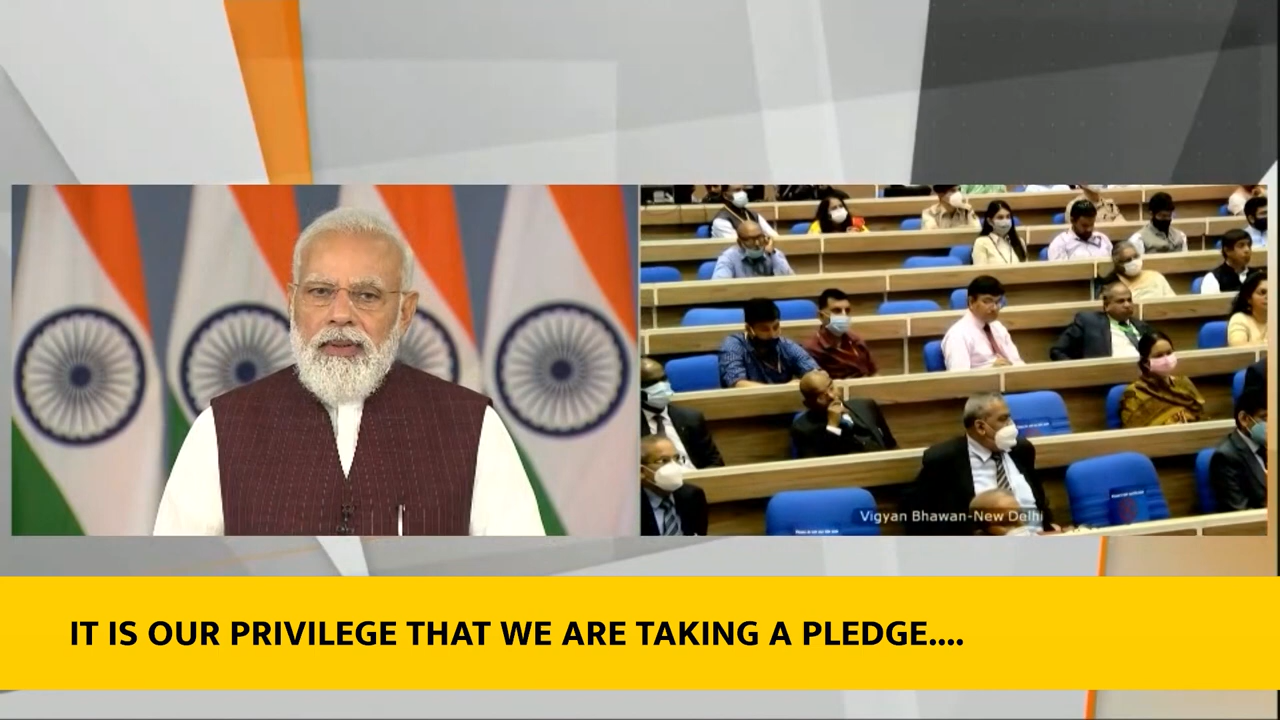 Vigyan Bhawan-New Delhi
IT IS OUR PRIVILEGE THAT WE ARE TAKING A PLEDGE....